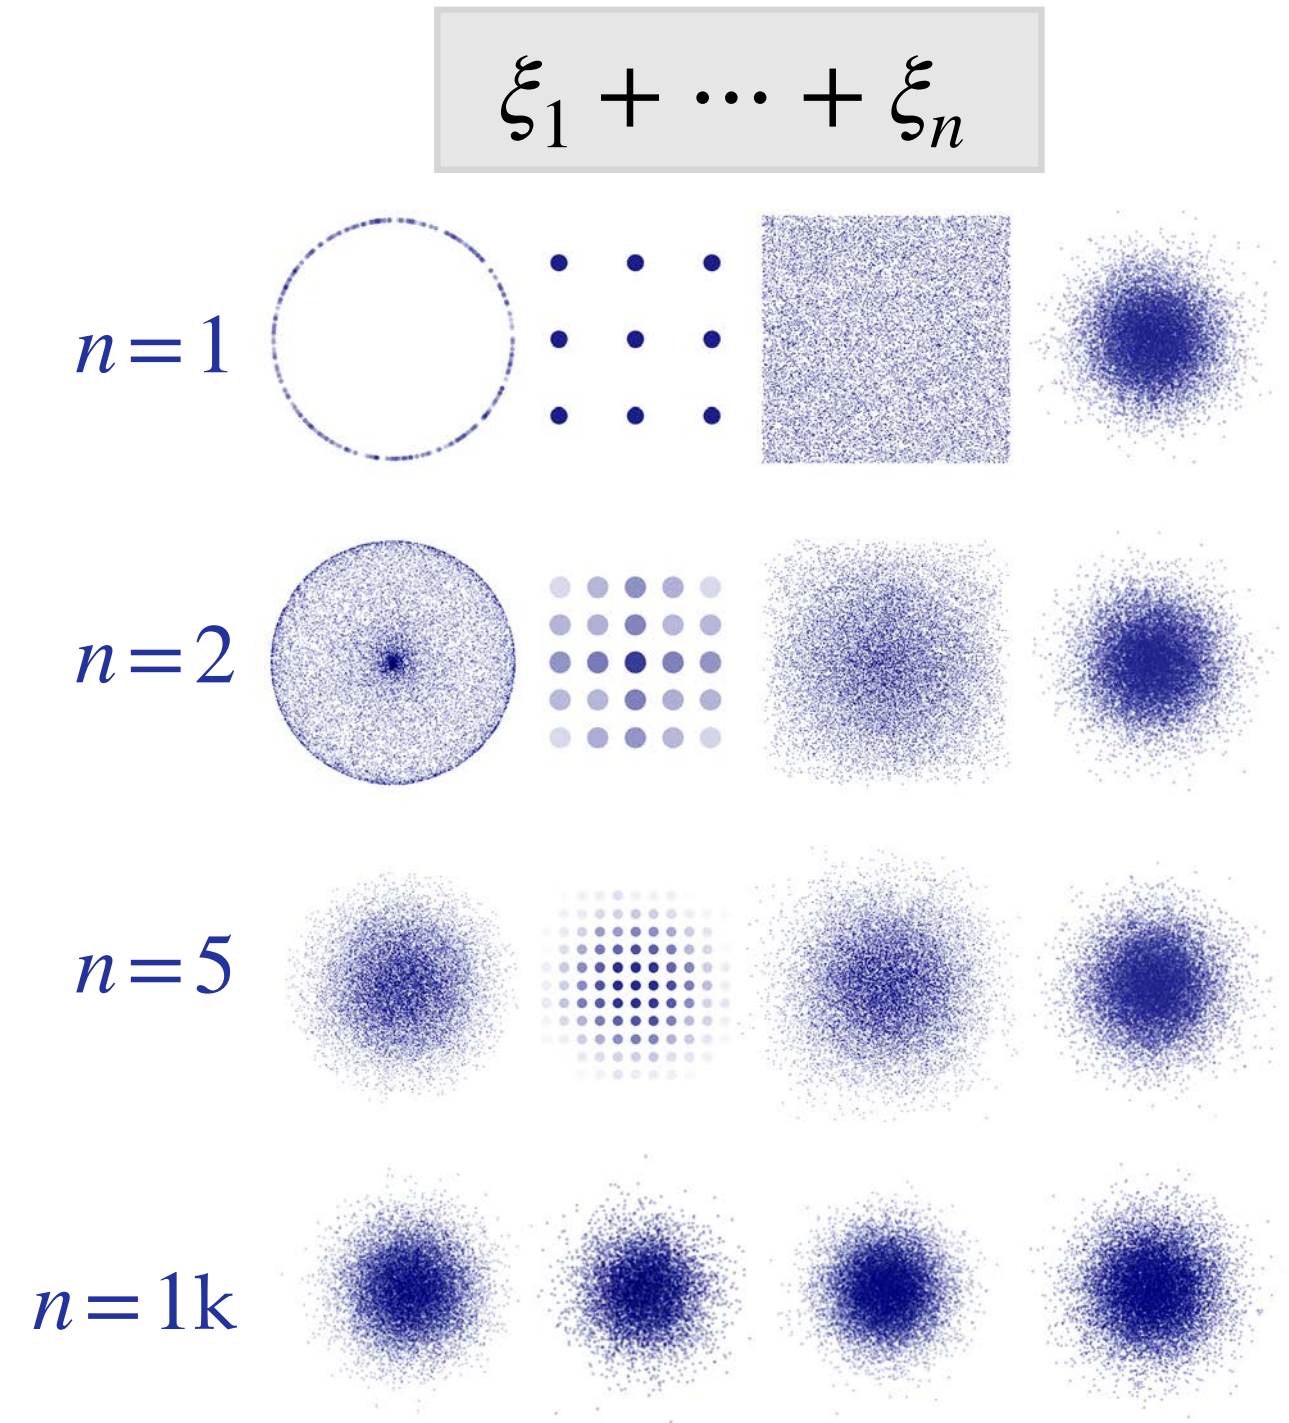 ξ₁ + ⋯ + ξₙ
n = 1
n = 2
n = 5
n = 1k